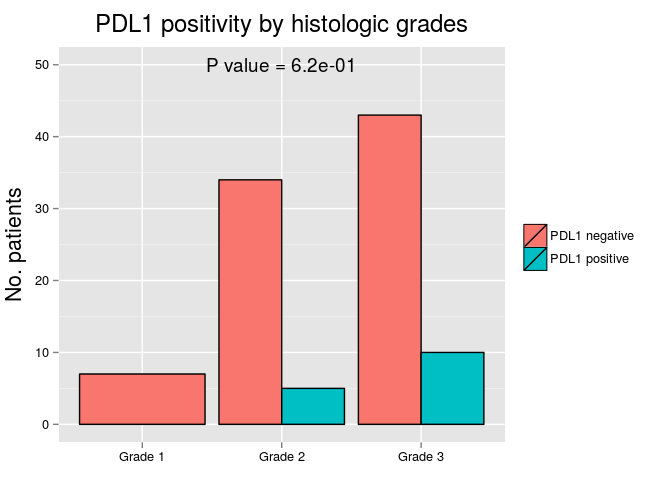 PDL1 positivity by histologic grades
P value = 6.2e-01
No. patients
50
40
30
20
10
0
Grade 1 Grade 2 Grade 3
PDL1 negative
PDL1 positive